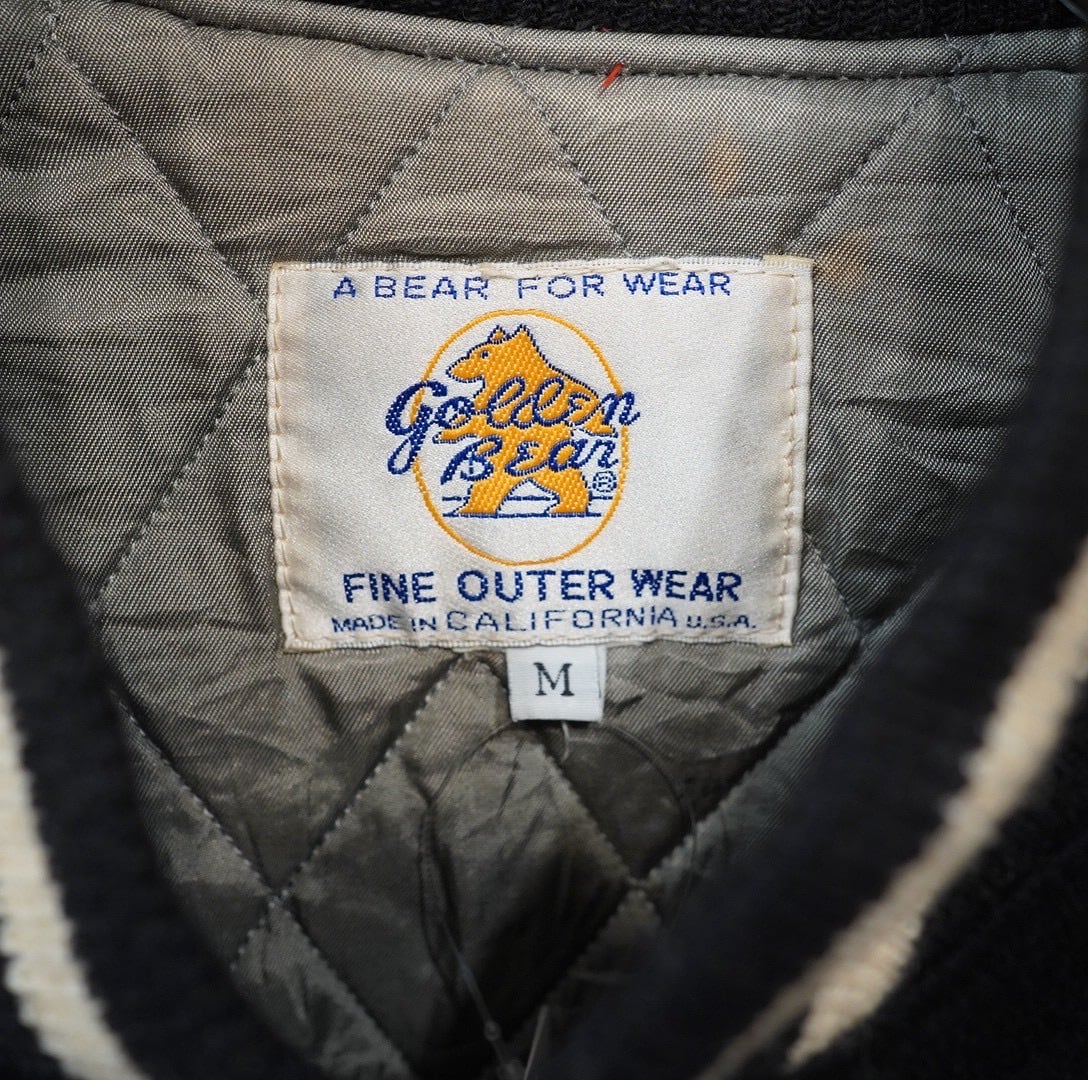 A BEAR FOR WEAR
Golden
Bear
®
FINE OUTER WEAR
MADE IN CALIFORNIA U.S.A.
M